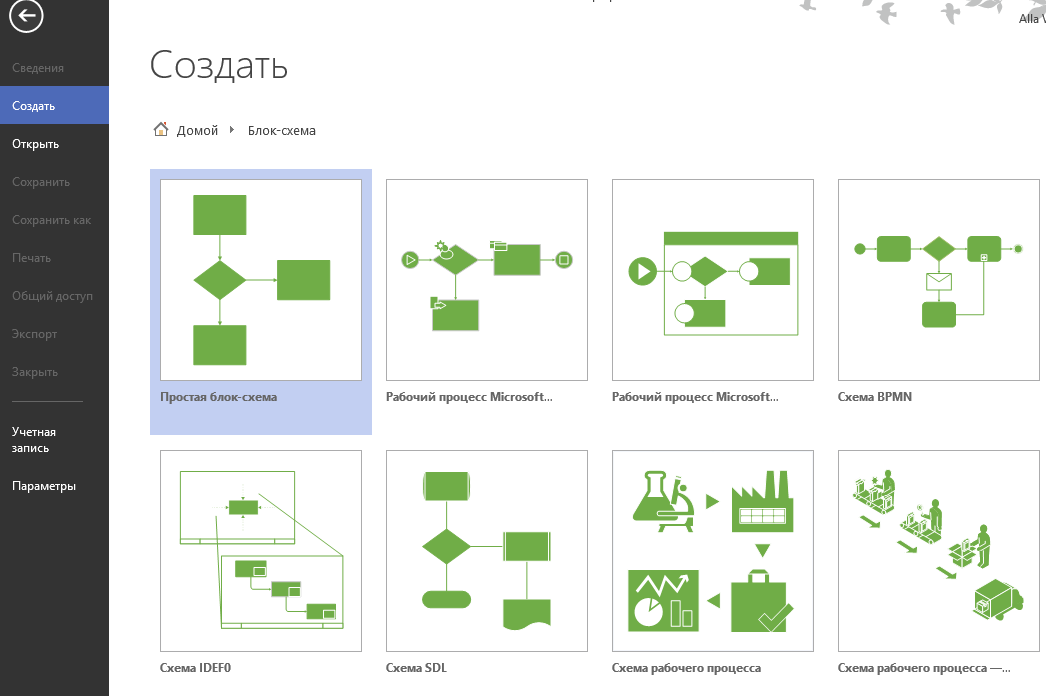 Alla
Создать
Домой
Блок-схема
Сведения
Создать
Открыть
Сохранить
Сохранить как
Печать
Общий доступ
Экспорт
Закрыть
Учетная
запись
Параметры
Простая блок-схема
Рабочий процесс Microsoft...
Рабочий процесс Microsoft...
Схема BPMN
Схема IDEF0
Схема SDL
Схема рабочего процесса
Схема рабочего процесса —...